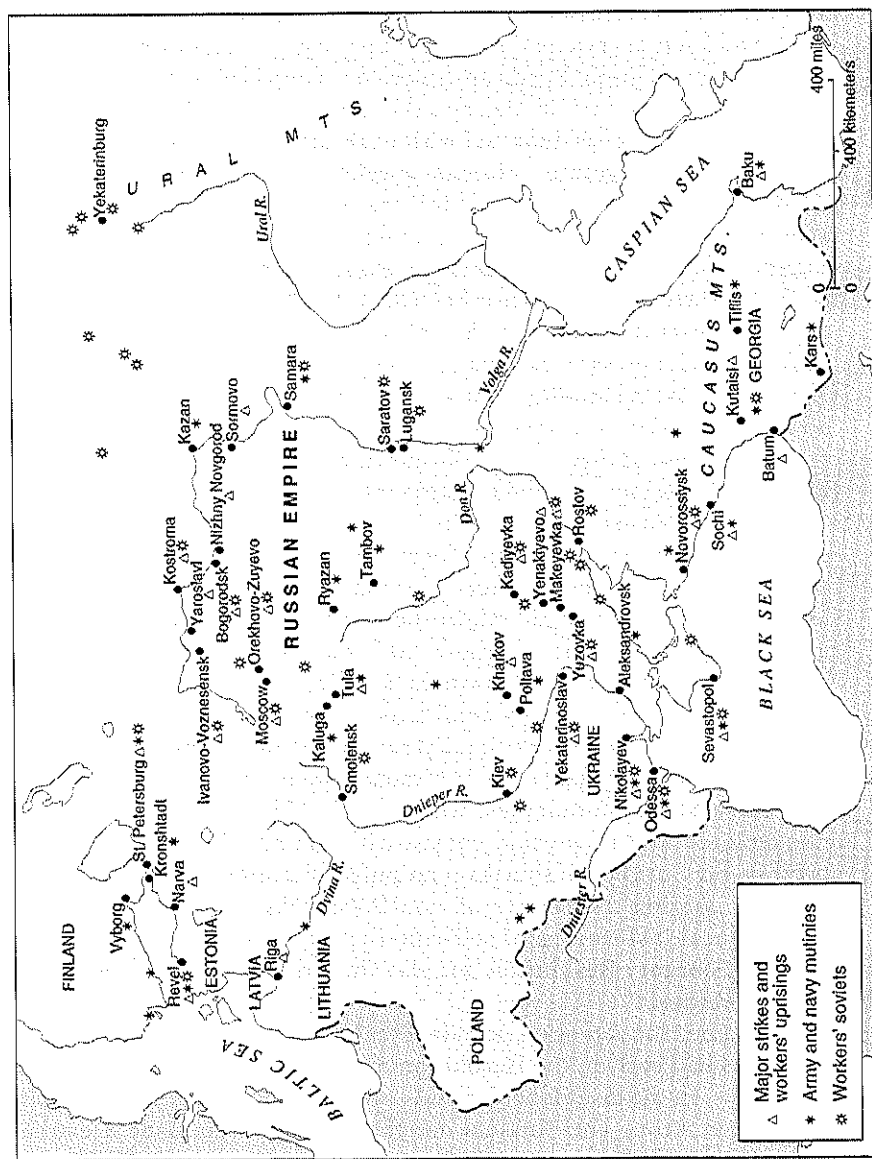 FINLAND
Vyborg
St. Petersburg
Kronshtadt
Narva
Revel
ESTONIA
BALTIC SEA
LATVIA
Riga
LITHUANIA
Dvina R.
POLAND
Yekaterinburg
URAL MTS.
Ural R.
Kostroma
Yaroslavl
Ivanovo-Voznesensk
Nizhny Novgorod
Bogorodsk
Orekhovo-Zuyevo
Moscow
Kazan
Sormovo
RUSSIAN EMPIRE
Samara
Kaluga
Tula
Ryazan
Tambov
Smolensk
Saratov
Lugansk
Volga R.
Don R.
Dnieper R.
Kiev
Kharkov
Poltava
Kadiyevka
Yenakiyevo
Makeyevka
Rostov
Yuzovka
Yekaterinoslav
Aleksandrovsk
UKRAINE
Nikolayev
Odessa
Dniester R.
Sevastopol
BLACK SEA
Novorossiysk
Sochi
CAUCASUS MTS.
CASPIAN SEA
Kutaisi
GEORGIA
Tiflis
Batum
Kars
Baku
0 400 miles
0 400 kilometers
Major strikes and
workers' uprisings
Army and navy mutinies
Workers' soviets